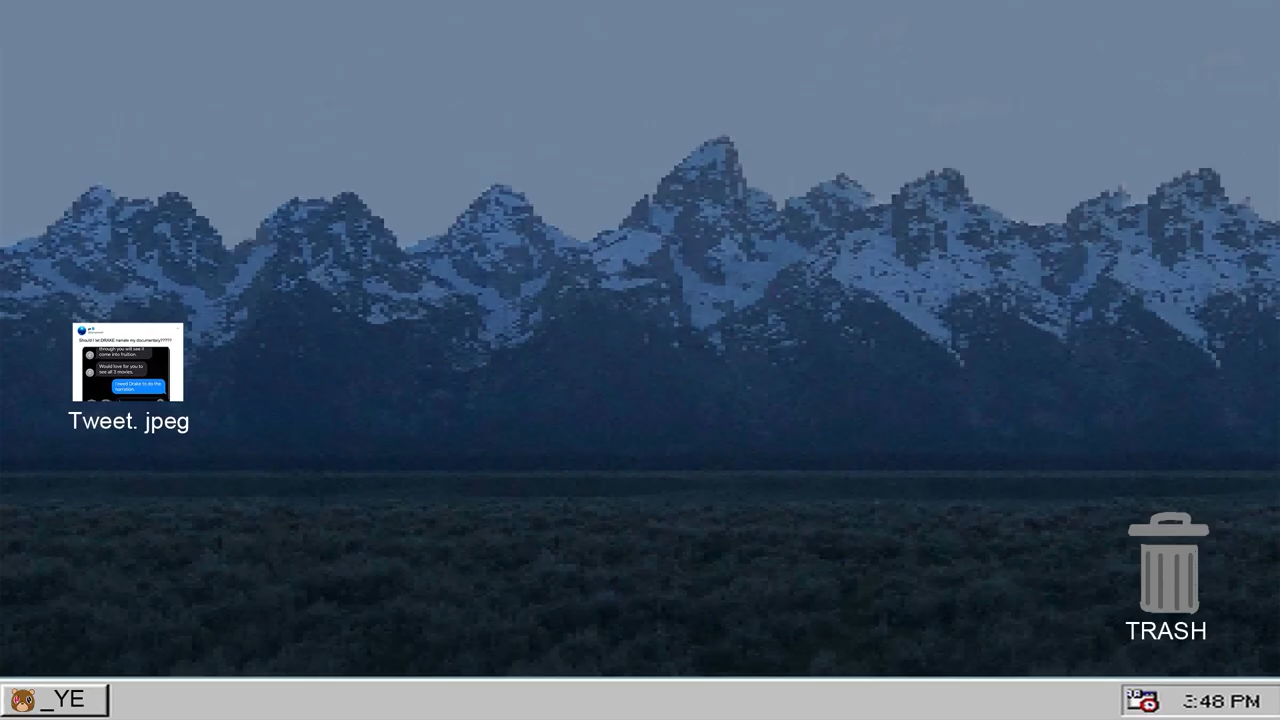 Should I let DRAKE narrate my documentary?????
through you will see it
come into fruition.
Would love for you to
see all 3 movies.
I need Drake to do the
narration
Tweet. jpeg
TRASH
_YE
3:48 PM